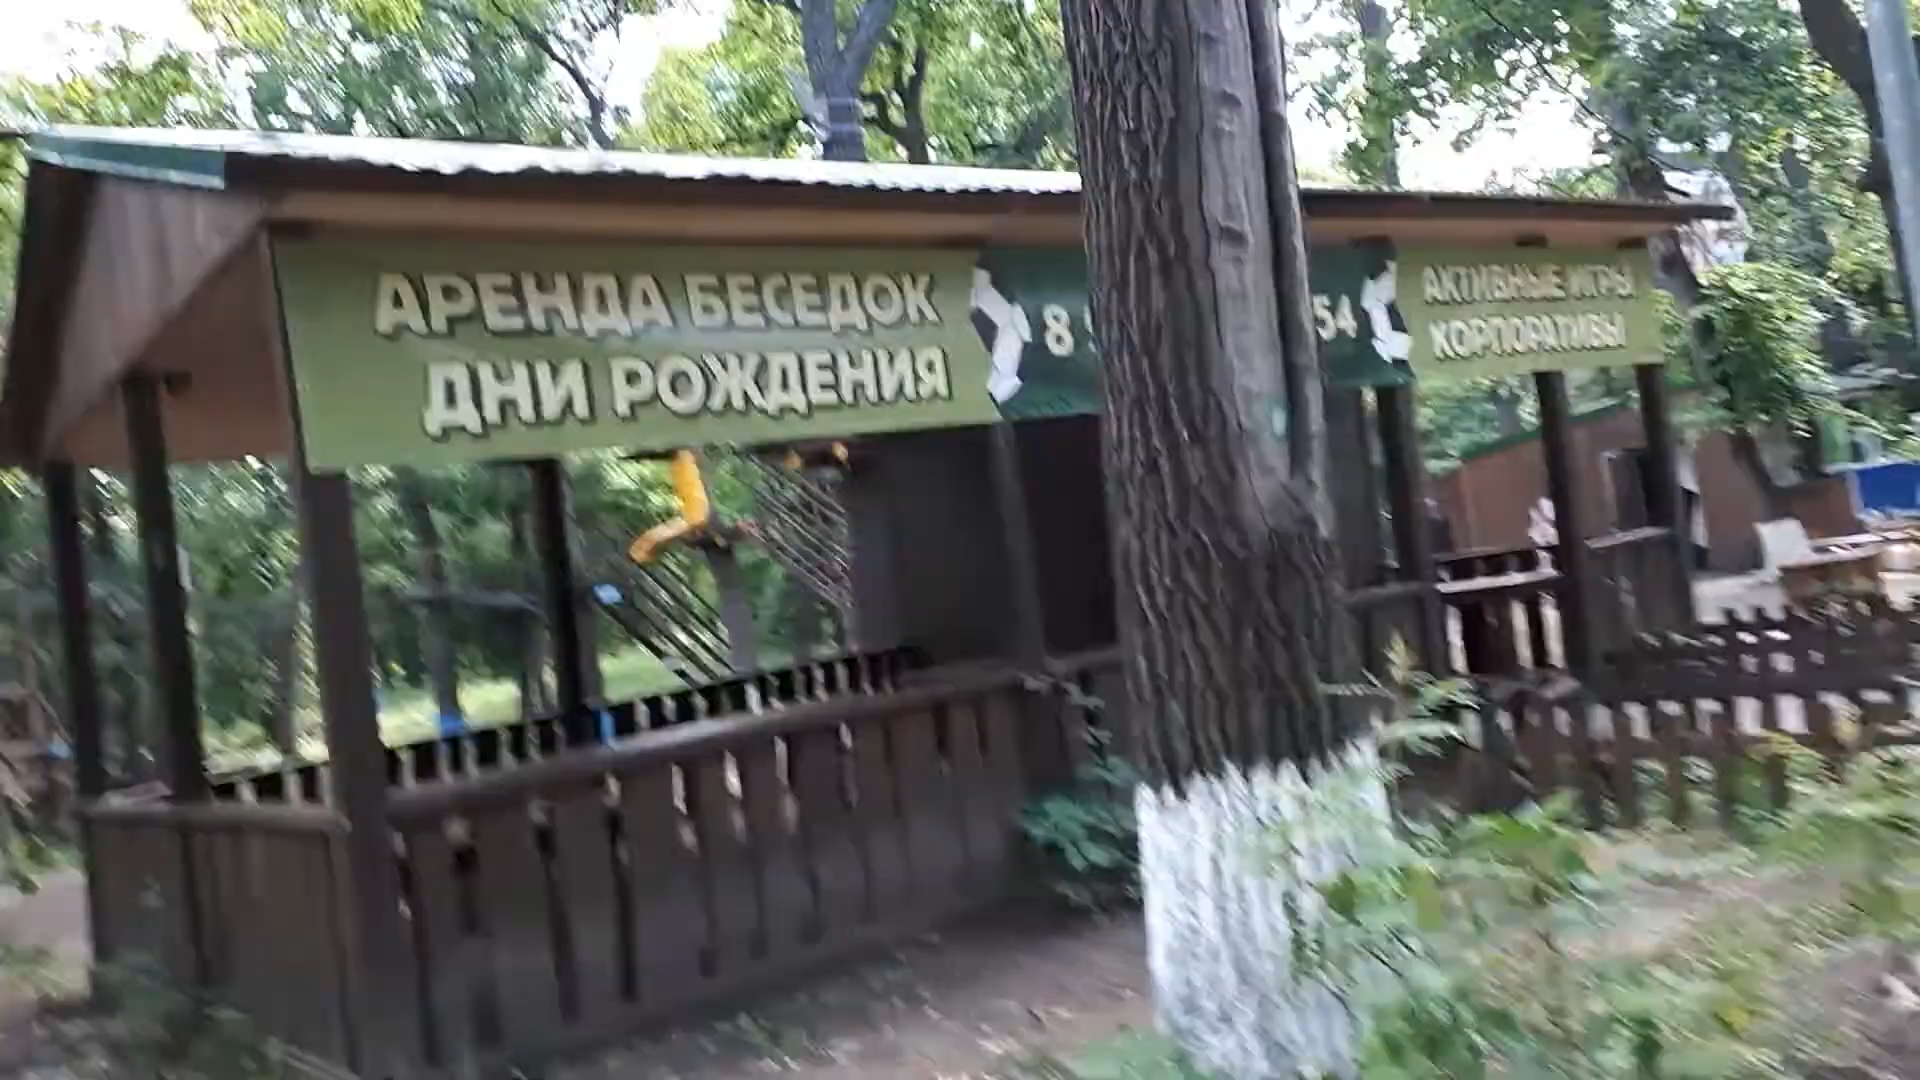 АРЕНДА БЕСЕДОК
ДНИ РОЖДЕНИЯ
8
54
АКТИВНЫЕ ИГРЫ
КОРПОРАТИВЫ